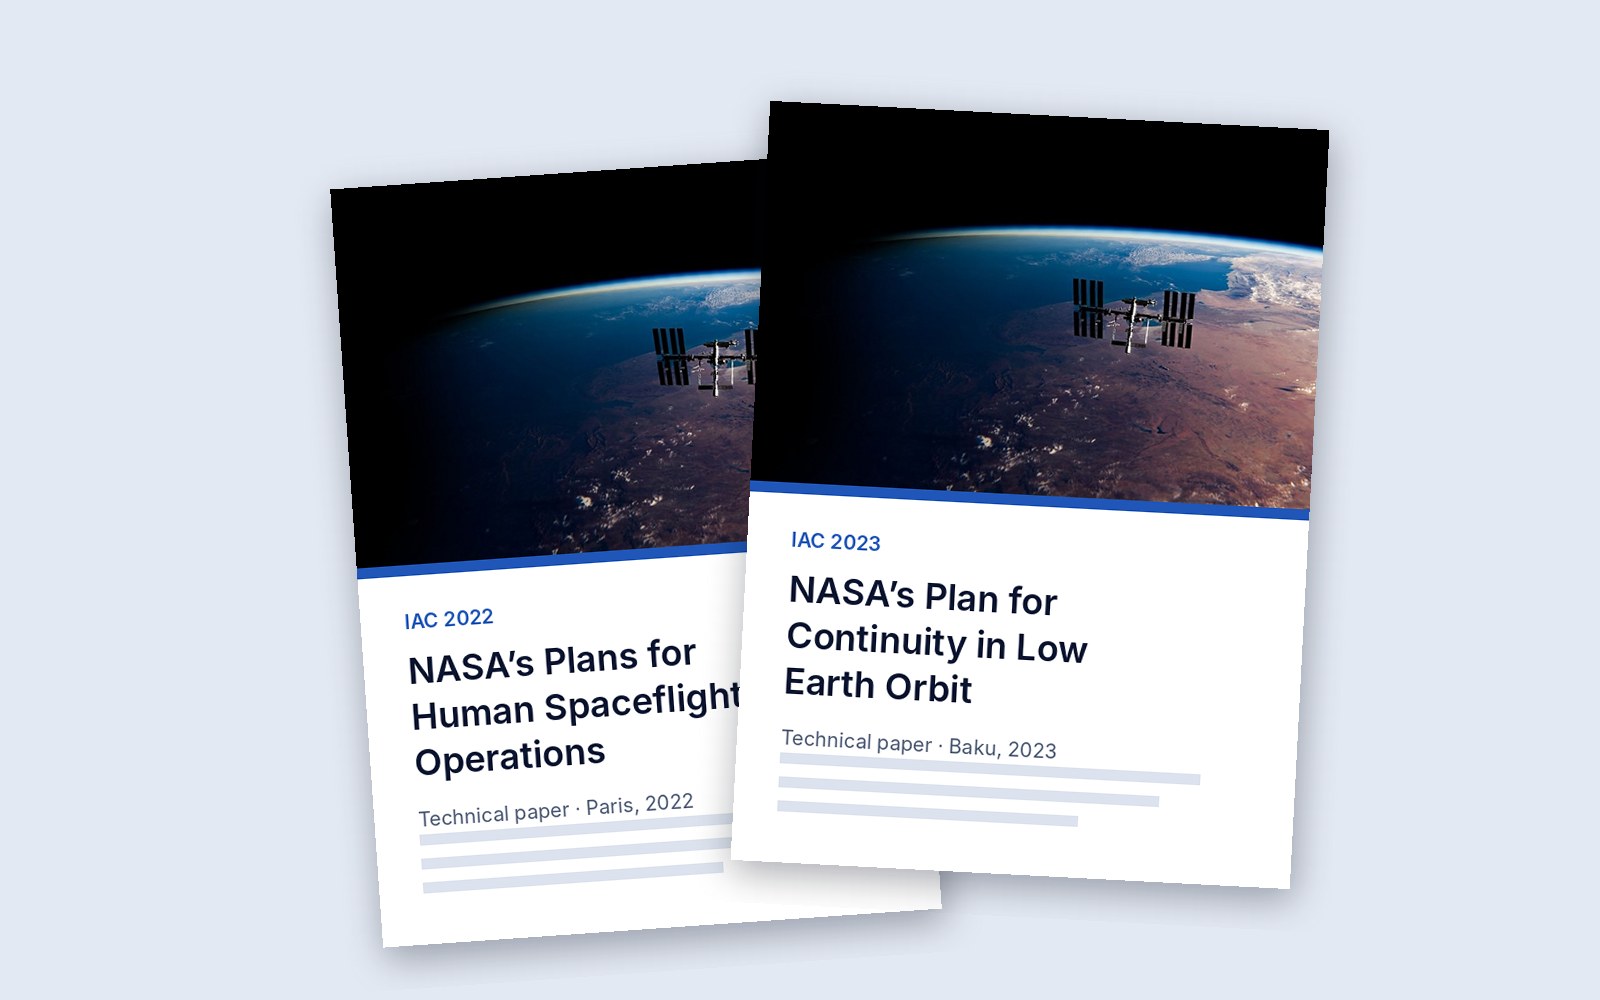 IAC 2022
NASA’s Plans for
Human Spaceflight
Operations
Technical paper · Paris, 2022
IAC 2023
NASA’s Plan for
Continuity in Low
Earth Orbit
Technical paper · Baku, 2023